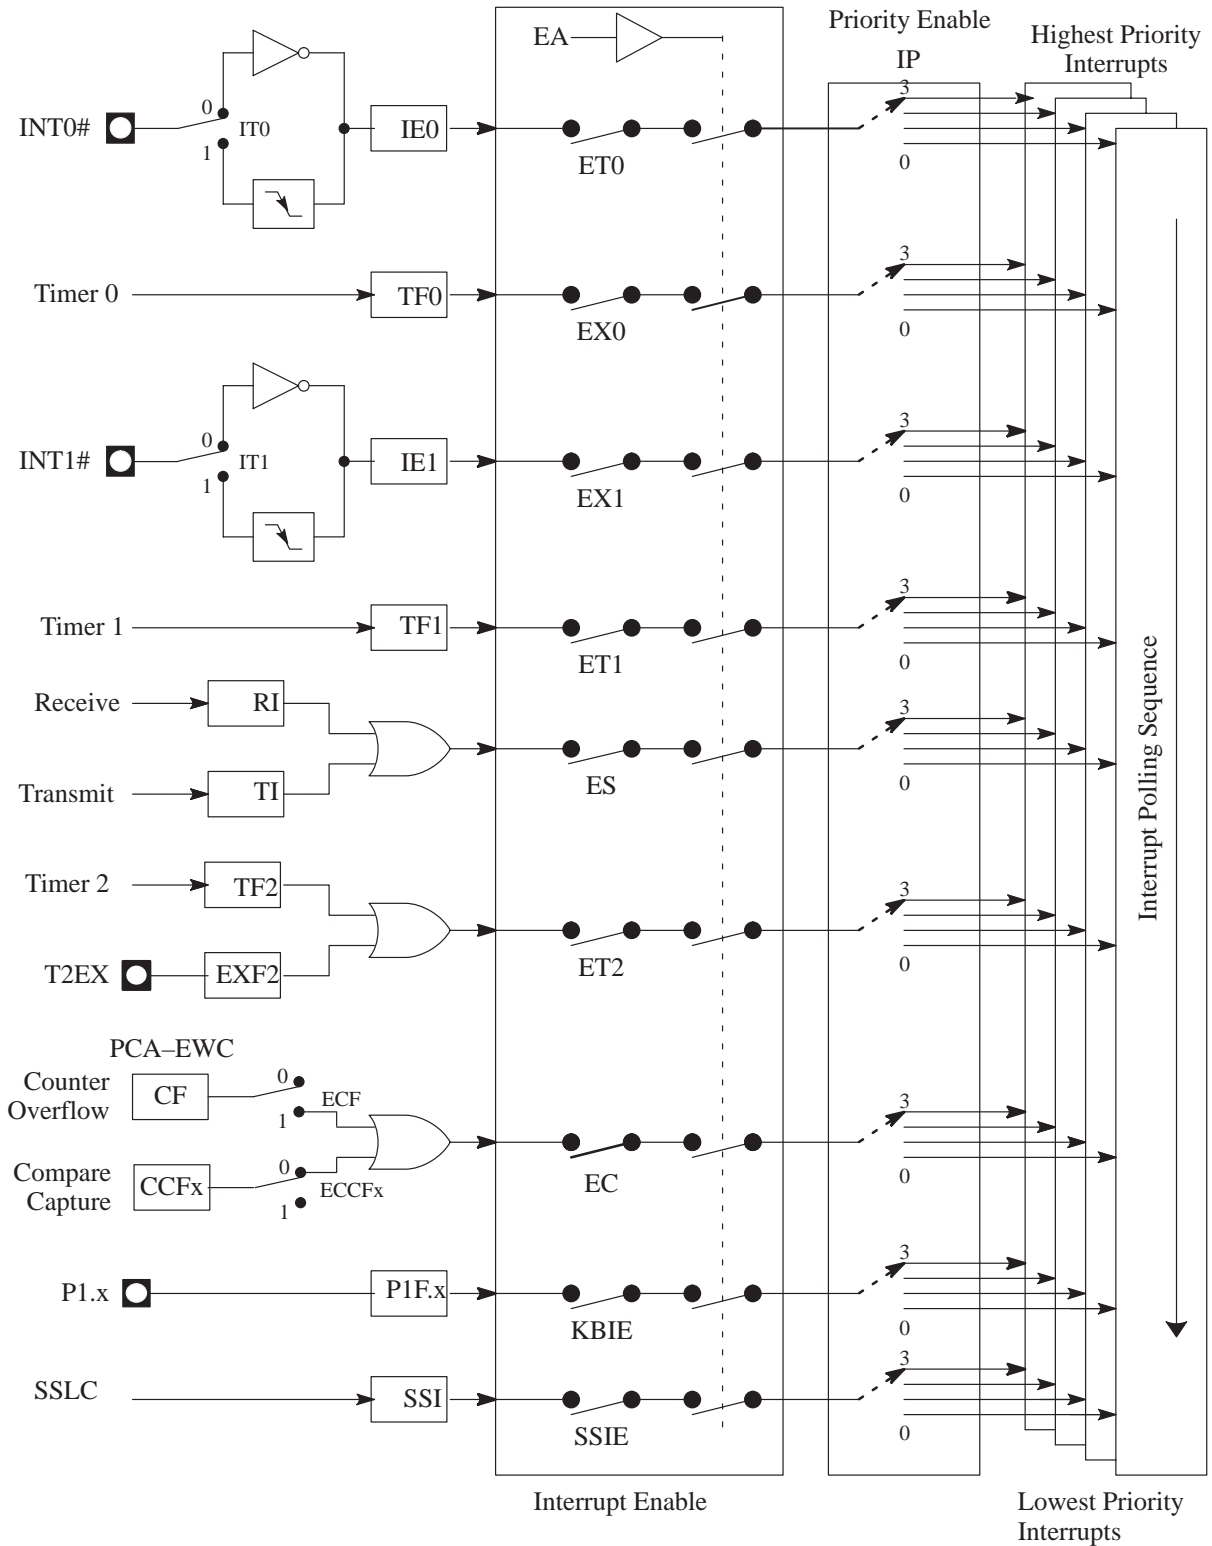 Priority Enable
IP
Highest Priority
Interrupts
EA
INT0#
0
1
IT0
IE0
ET0
3
0
Timer 0
TF0
EX0
3
0
INT1#
0
1
IT1
IE1
EX1
3
0
Timer 1
TF1
ET1
3
0
Receive
RI
Transmit
TI
ES
3
0
Timer 2
TF2
T2EX
EXF2
ET2
3
0
PCA–EWC
Counter
Overflow
CF
0
1
ECF
Compare
Capture
CCFx
0
1
ECCFx
EC
3
0
P1.x
P1F.x
KBIE
3
0
SSLC
SSI
SSIE
3
0
Interrupt Polling Sequence
Interrupt Enable
Lowest Priority
Interrupts